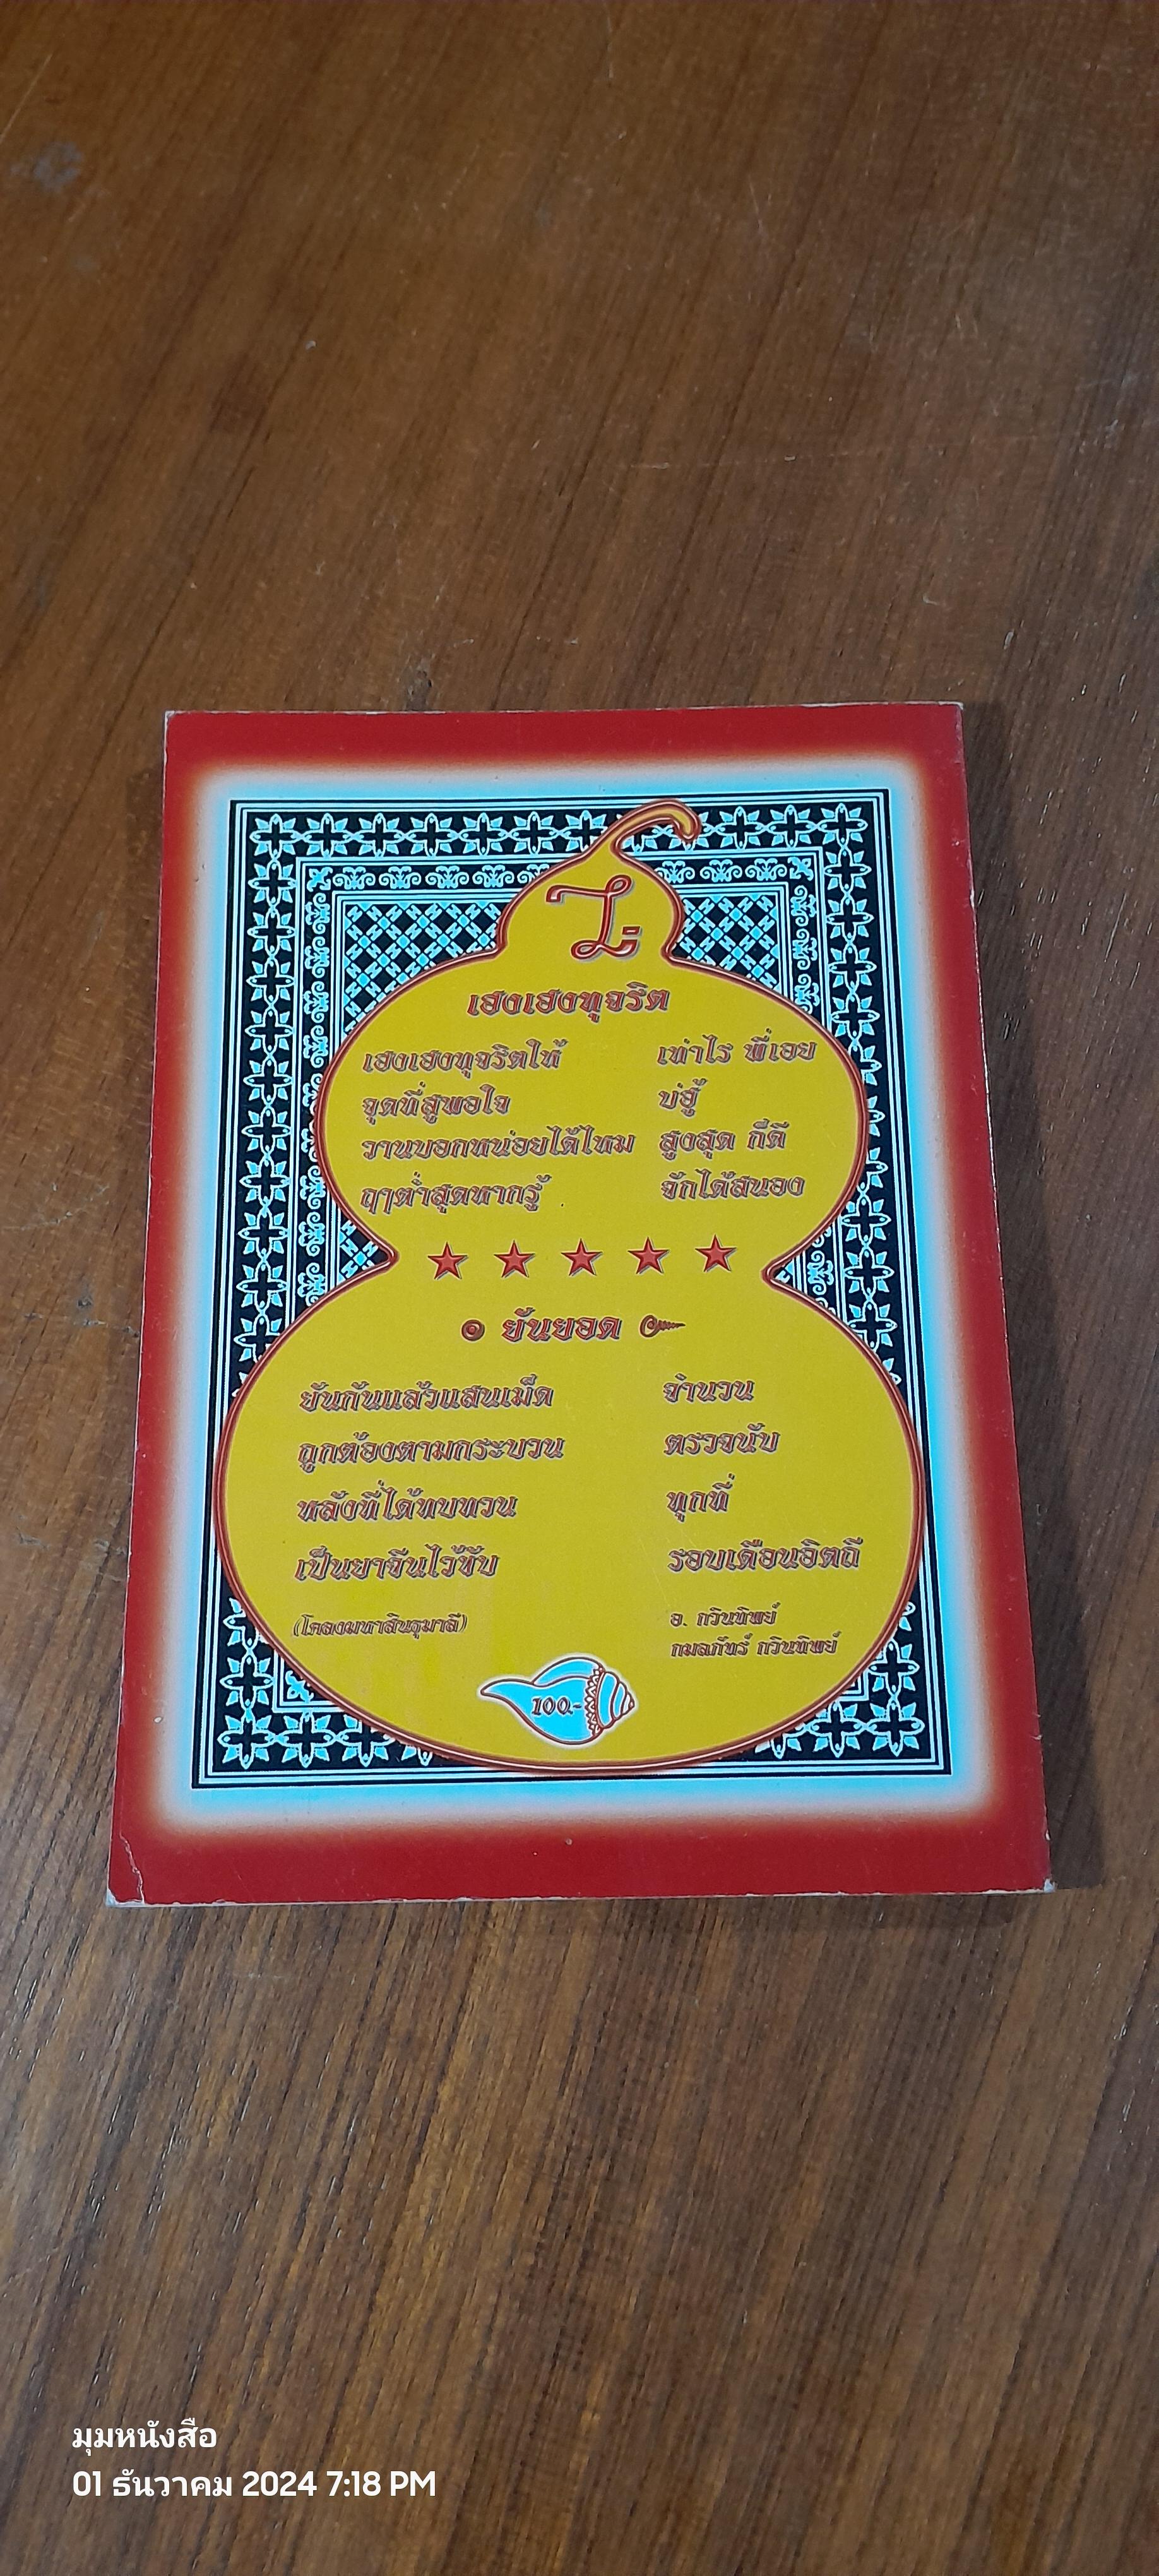 เฮงเฮงทุจริต
เฮงเฮงทุจริตให้ เท่าไร พี่เอย
จุดที่สูพอใจ บ่ฮู้
วานบอกหน่อยได้ไหม สูงสุด ก็ดี
ฤๅต่ำสุดหากรู้ จักได้สนอง
ยันยอด
ยันกันแล้วแสนเม็ด จำนวน
ถูกต้องตามกระบวน ตรวจนับ
หลังที่ได้ทบทวน ทุกที่
เป็นยาจีนไว้ขับ รอบเดือนอิตถี
(โคลงมหาสินธุมาลี) อ. กวินทิพย์
กมลภัทร์ กวินทิพย์
100.-
มุมหนังสือ
01 ธันวาคม 2024 7:18 PM